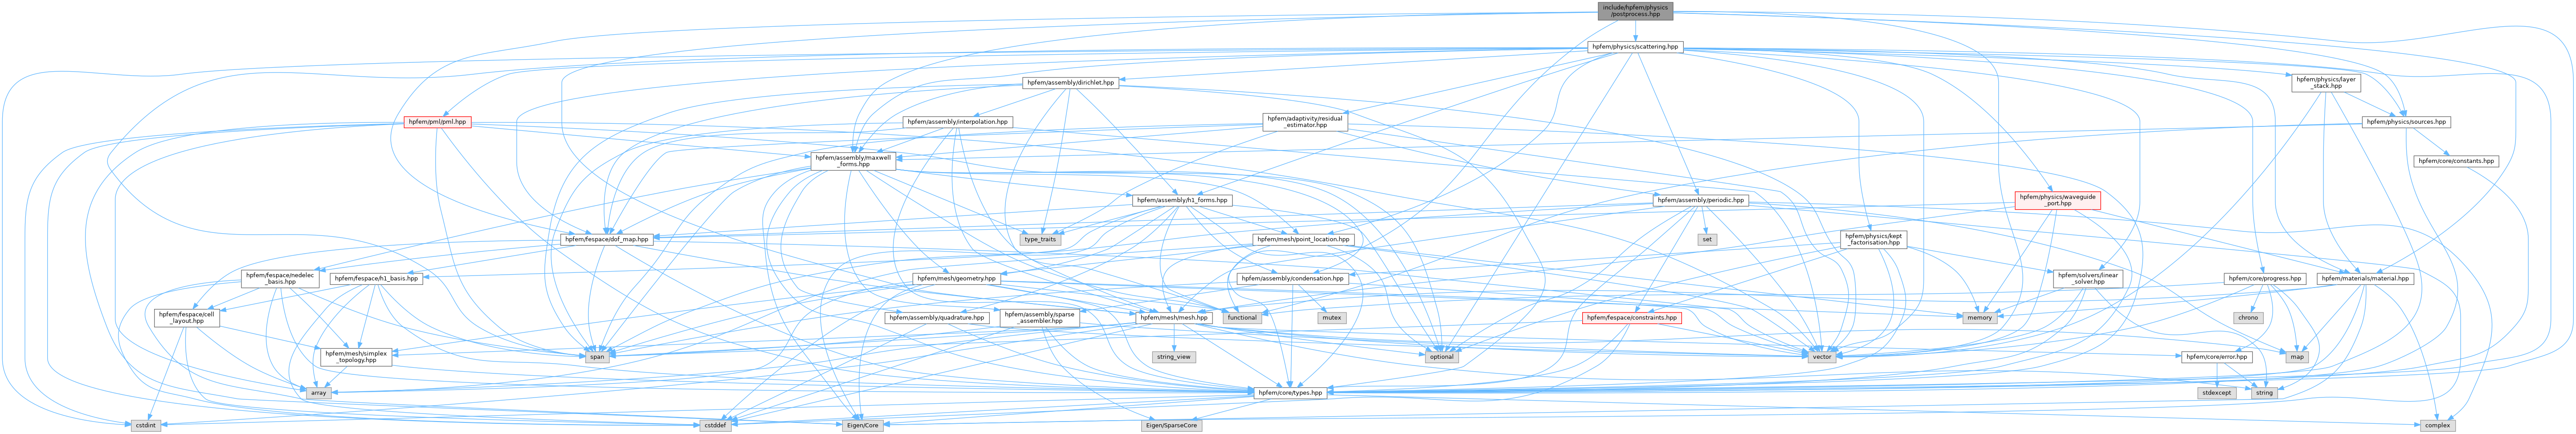 include/hpfem/physics
/postprocess.hpp
hpfem/physics/scattering.hpp
hpfem/assembly/dirichlet.hpp
hpfem/physics/layer
_stack.hpp
hpfem/pml/pml.hpp
hpfem/assembly/interpolation.hpp
hpfem/adaptivity/residual
_estimator.hpp
hpfem/physics/sources.hpp
hpfem/assembly/maxwell
_forms.hpp
hpfem/core/constants.hpp
hpfem/assembly/h1_forms.hpp
hpfem/assembly/periodic.hpp
hpfem/physics/waveguide
_port.hpp
hpfem/fespace/dof_map.hpp
type_traits
hpfem/mesh/point_location.hpp
set
hpfem/physics/kept
_factorisation.hpp
hpfem/fespace/nedelec
_basis.hpp
hpfem/fespace/h1_basis.hpp
hpfem/mesh/geometry.hpp
hpfem/assembly/condensation.hpp
hpfem/solvers/linear
_solver.hpp
hpfem/core/progress.hpp
hpfem/materials/material.hpp
hpfem/fespace/cell
_layout.hpp
hpfem/assembly/quadrature.hpp
hpfem/assembly/sparse
_assembler.hpp
hpfem/mesh/mesh.hpp
functional
mutex
hpfem/fespace/constraints.hpp
memory
chrono
hpfem/mesh/simplex
_topology.hpp
span
string_view
optional
vector
hpfem/core/error.hpp
map
array
hpfem/core/types.hpp
stdexcept
string
cstdint
cstddef
Eigen/Core
Eigen/SparseCore
complex